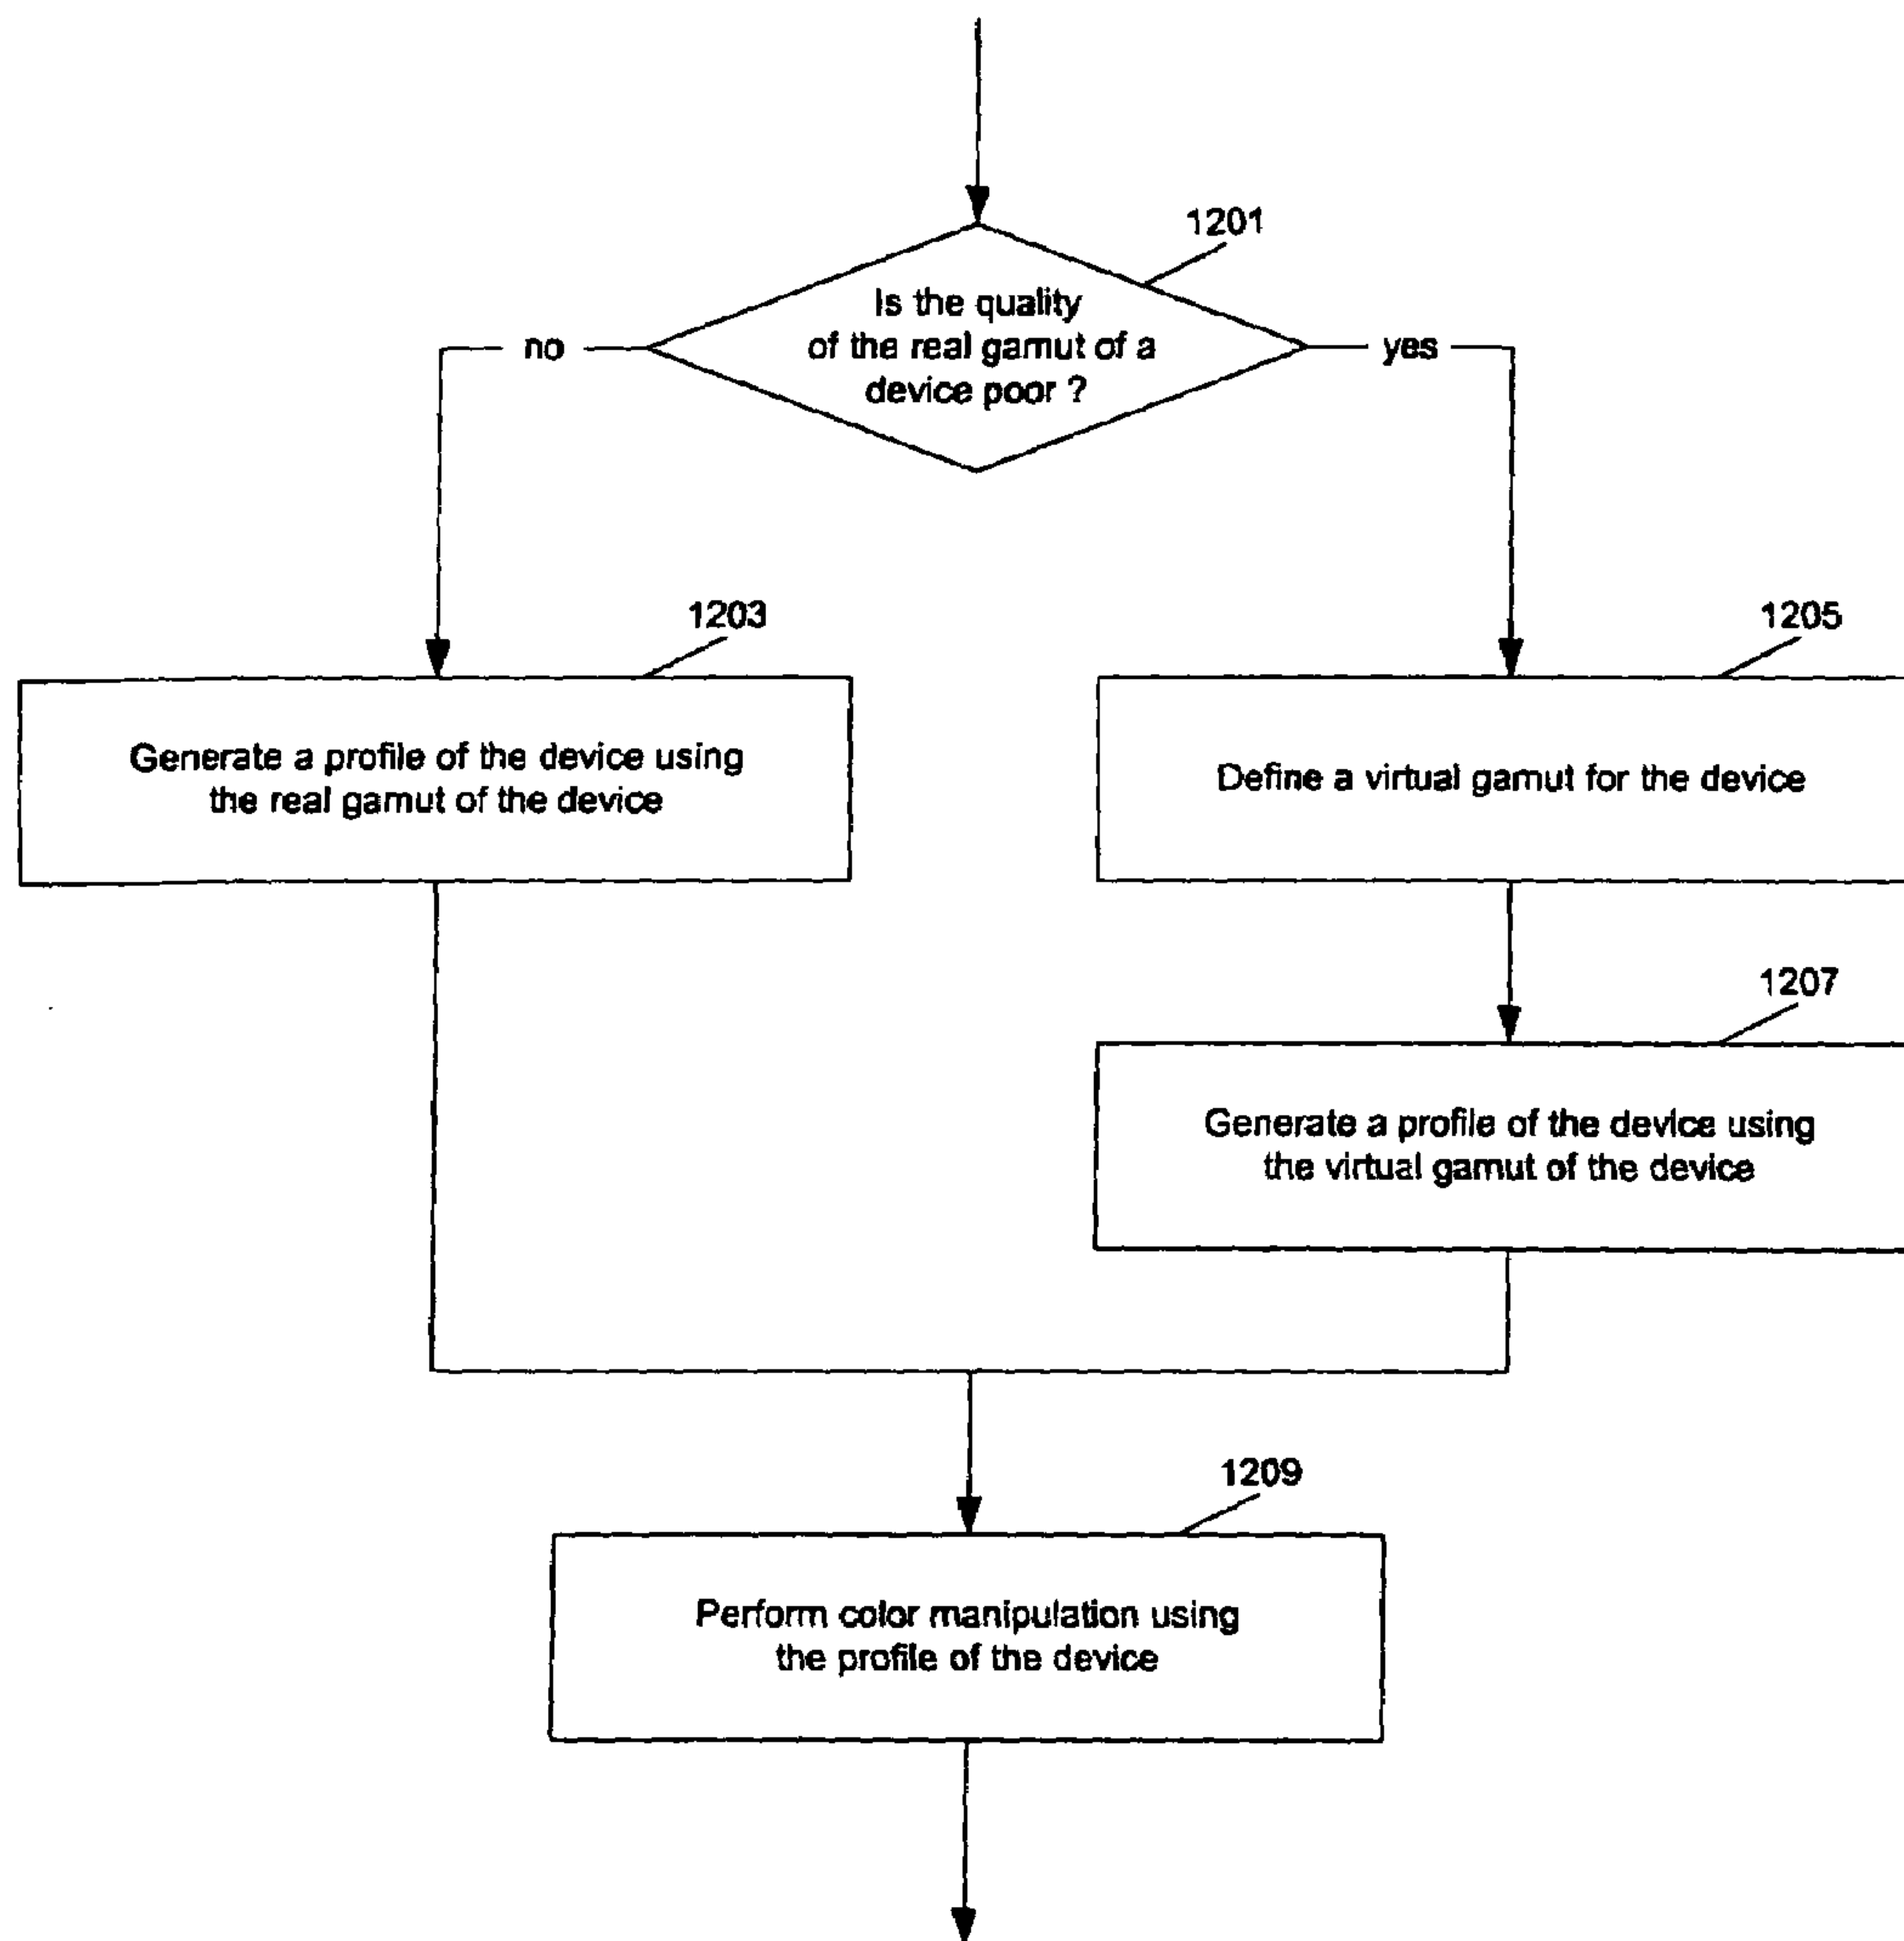 1201
Is the quality
of the real gamut of a
device poor ?
no
yes
1203
1205
Generate a profile of the device using
the real gamut of the device
Define a virtual gamut for the device
1207
Generate a profile of the device using
the virtual gamut of the device
1209
Perform color manipulation using
the profile of the device